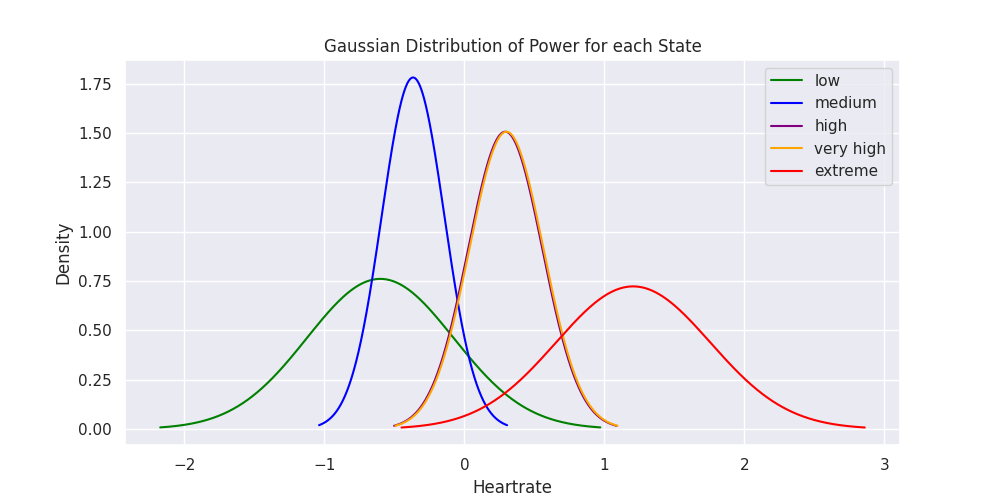 Gaussian Distribution of Power for each State
low
medium
high
very high
extreme
Density
1.75
1.50
1.25
1.00
0.75
0.50
0.25
0.00
−2
−1
0
1
2
3
Heartrate